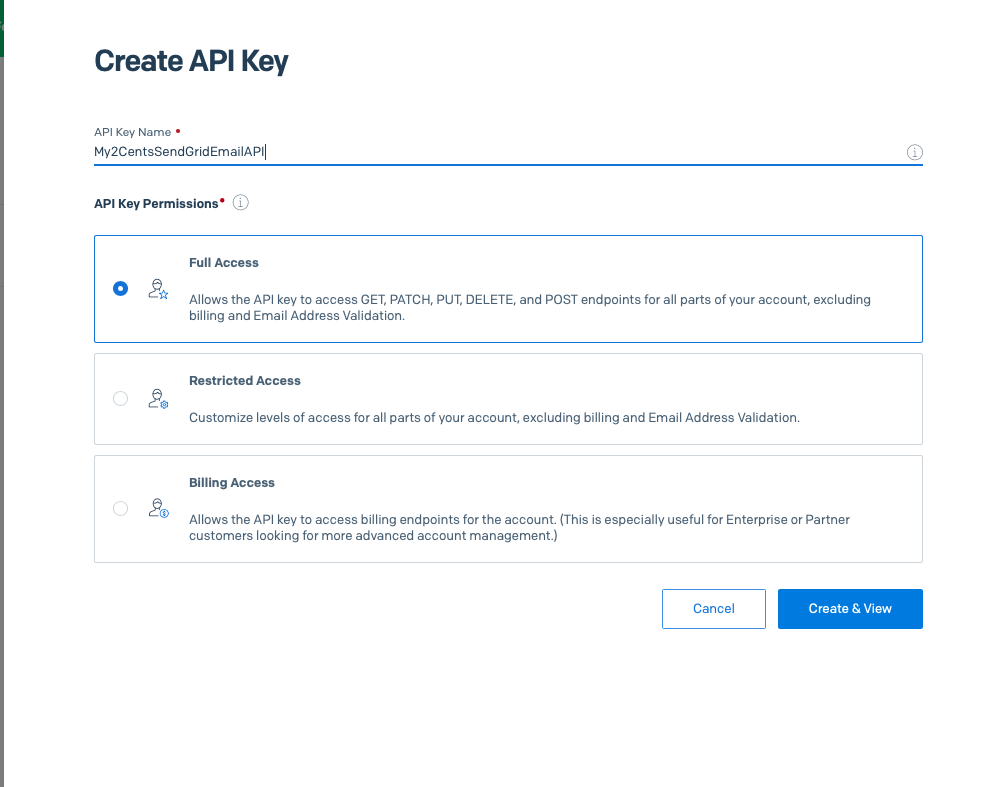 Create API Key
API Key Name
My2CentsSendGridEmailAPI
API Key Permissions
Full Access
Allows the API key to access GET, PATCH, PUT, DELETE, and POST endpoints for all parts of your account, excluding
billing and Email Address Validation.
Restricted Access
Customize levels of access for all parts of your account, excluding billing and Email Address Validation.
Billing Access
Allows the API key to access billing endpoints for the account. (This is especially useful for Enterprise or Partner
customers looking for more advanced account management.)
Cancel
Create & View